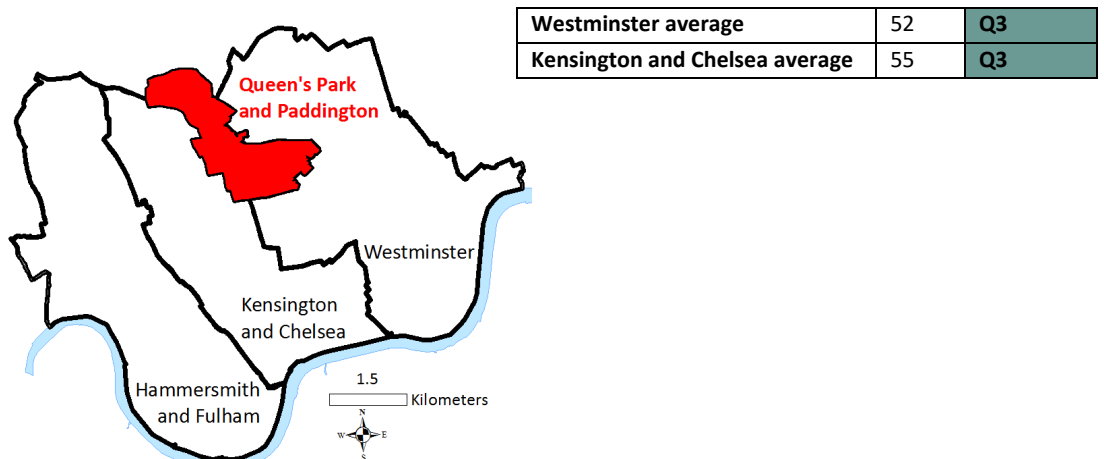 Westminster average 52 Q3
Kensington and Chelsea average 55 Q3
Queen's Park
and Paddington
Westminster
Kensington
and Chelsea
Hammersmith
and Fulham
1.5
Kilometers
N
W E
S